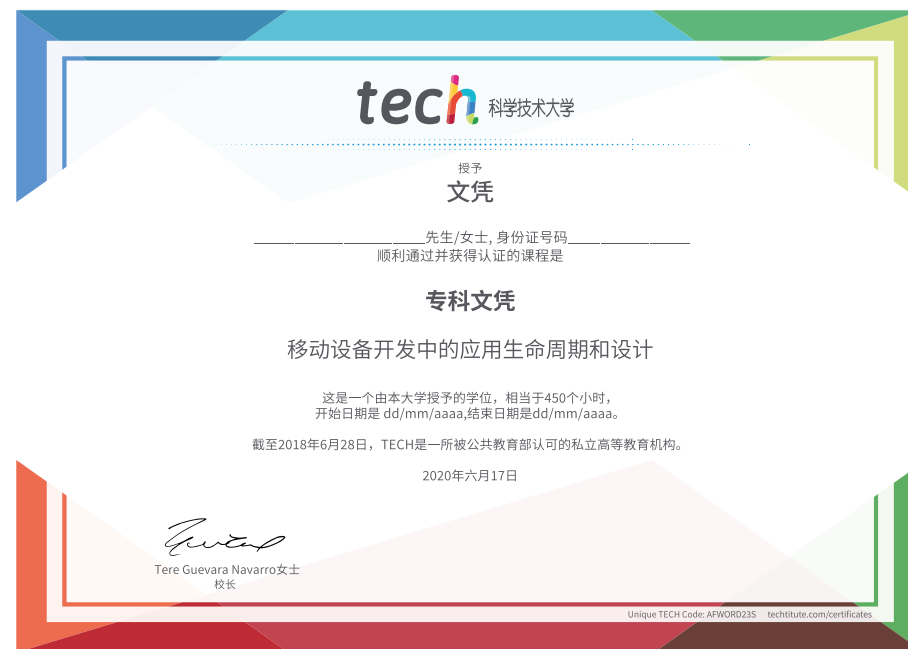 tech 科学技术大学
授予
文凭
____________________先生/女士, 身份证号码______________
顺利通过并获得认证的课程是
专科文凭
移动设备开发中的应用生命周期和设计
这是一个由本大学授予的学位，相当于450个小时，
开始日期是 dd/mm/aaaa,结束日期是dd/mm/aaaa。
截至2018年6月28日，TECH是一所被公共教育部认可的私立高等教育机构。
2020年六月17日
Tere Guevara Navarro女士
校长
Unique TECH Code: AFWORD23S techtitute.com/certificates